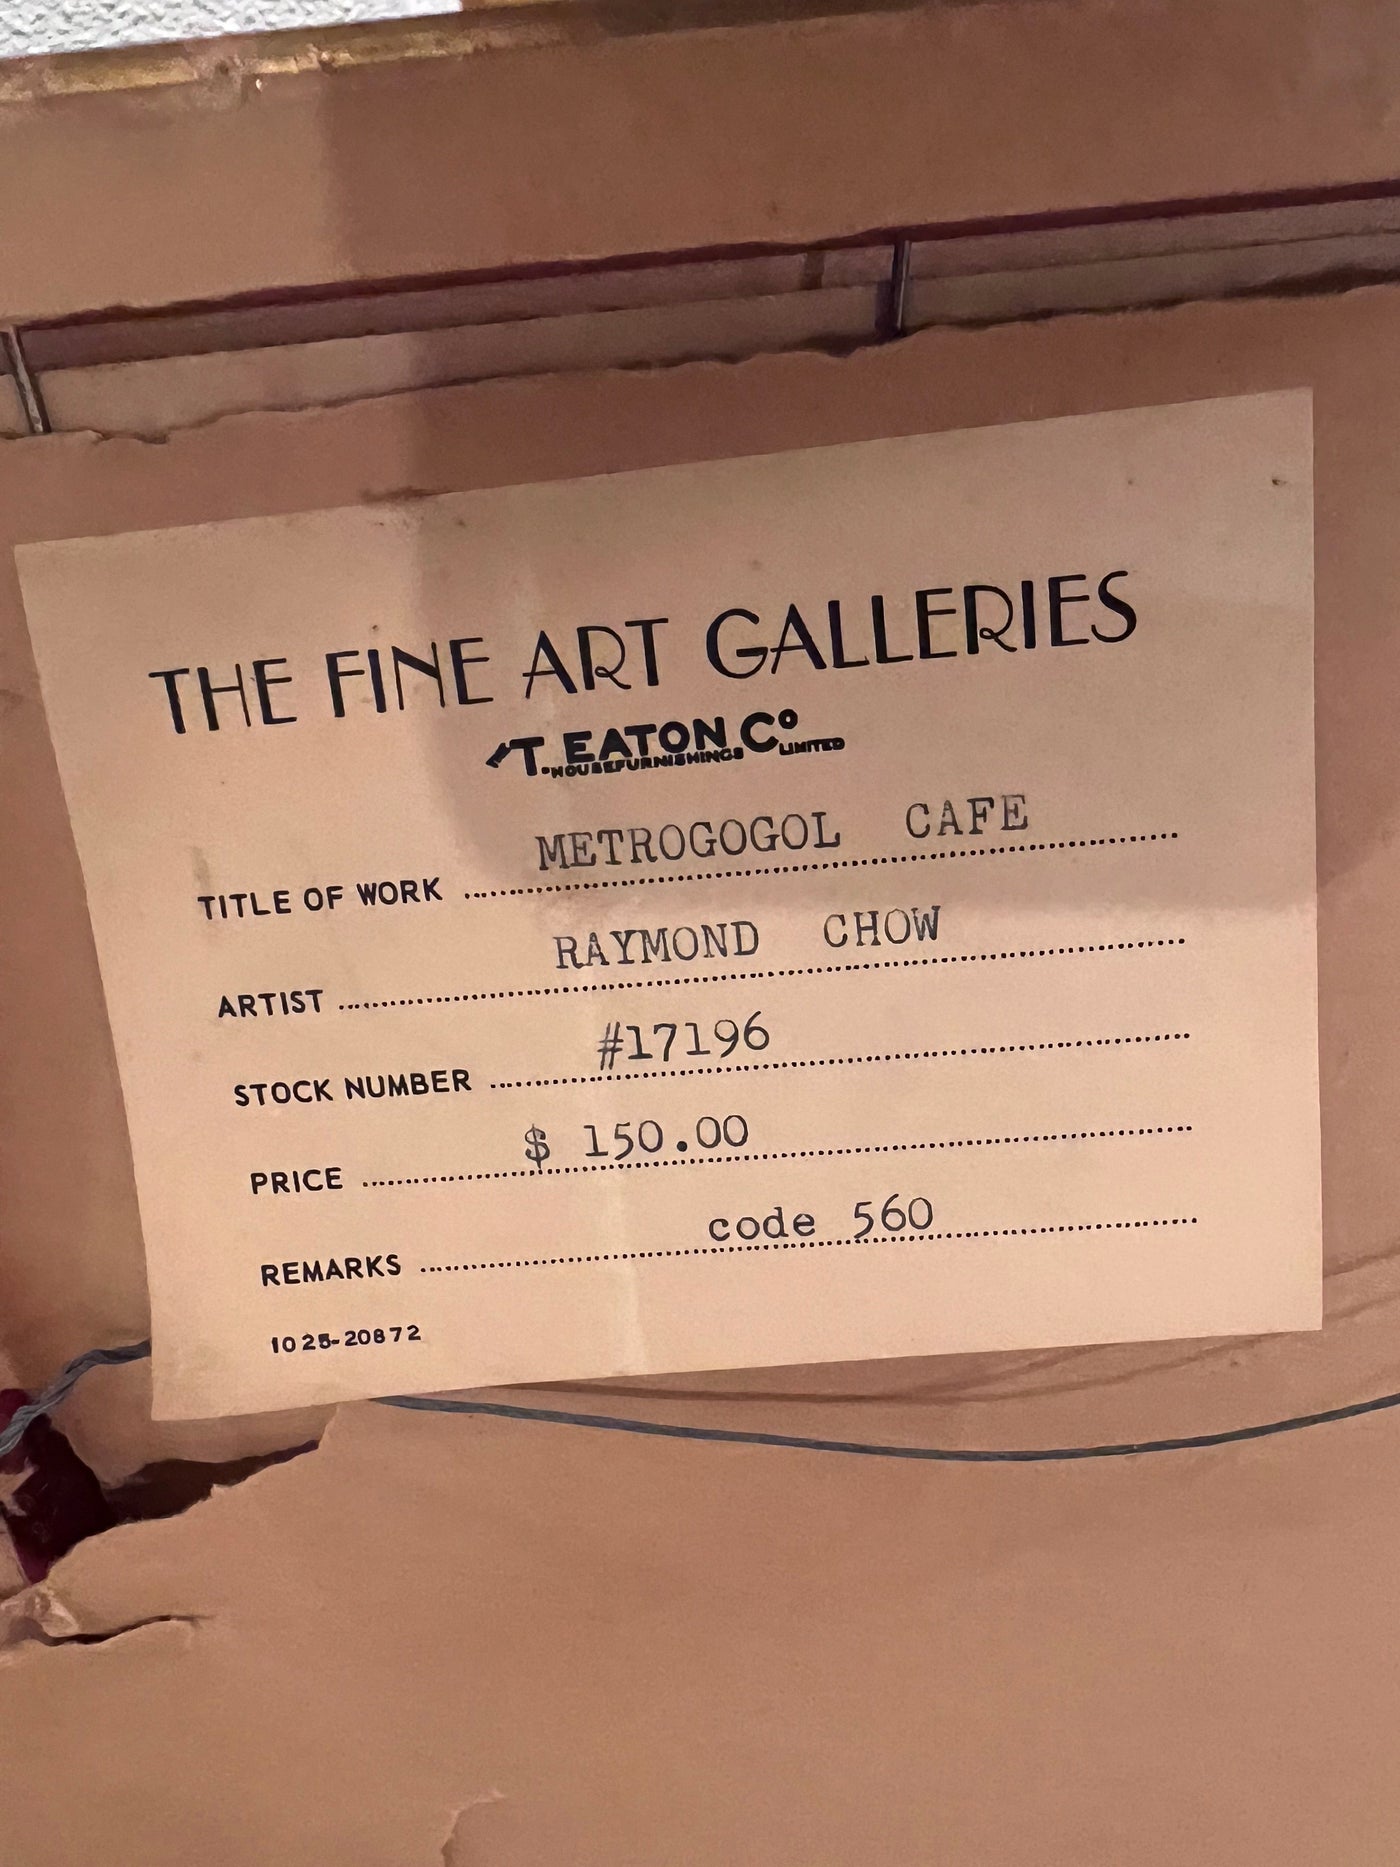 THE FINE ART GALLERIES
T. EATON Co LIMITED
HOUSEFURNISHINGS
TITLE OF WORK METROGOGOL CAFE
ARTIST RAYMOND CHOW
STOCK NUMBER #17196
PRICE $ 150.00
REMARKS code 560
1025-20872